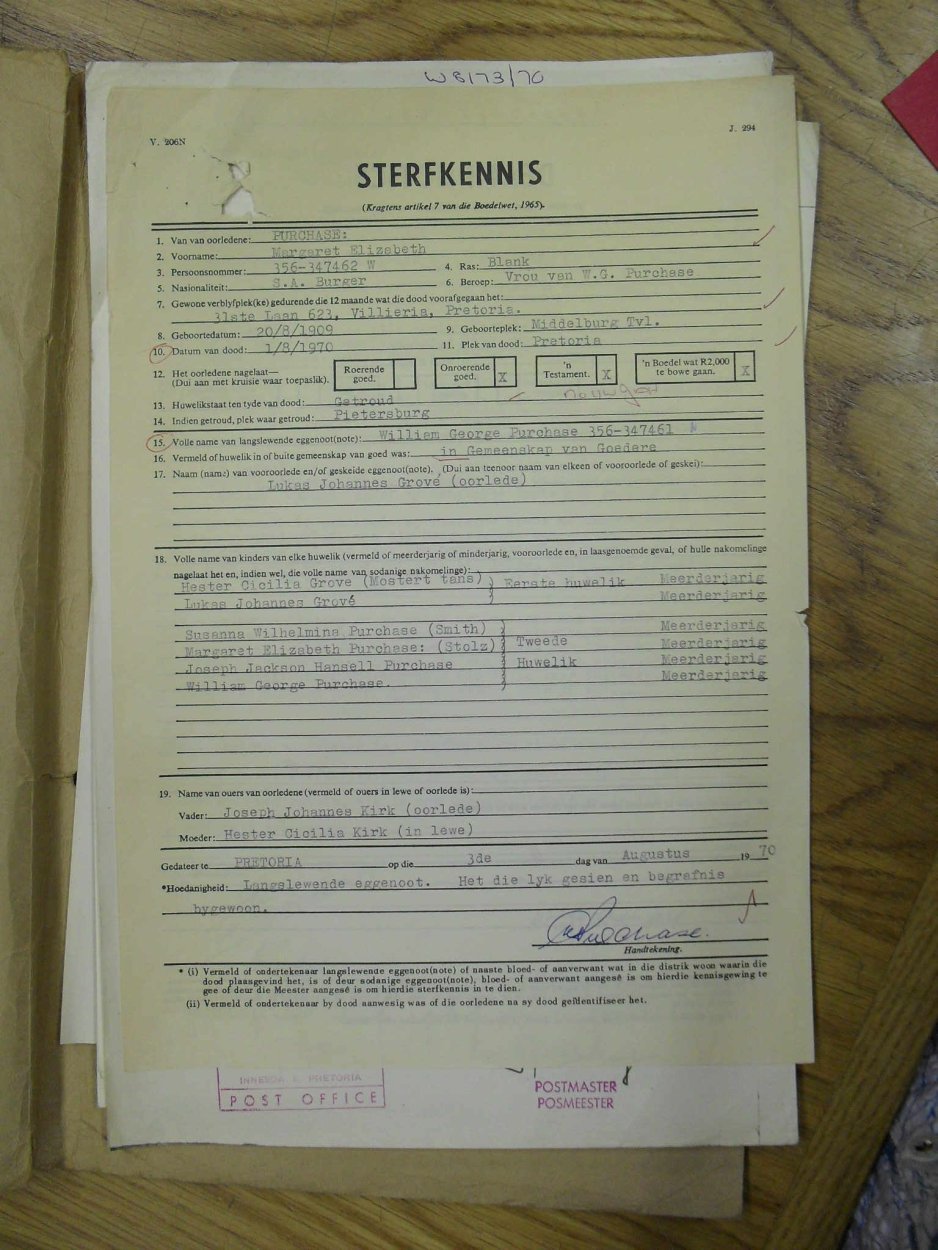 WB173/70
V. 206N
J. 294
STERFKENNIS
(Kragtens artikel 7 van die Boedelwet, 1965).
1. Van van oorledene: PURCHASE:
2. Voorname: Margaret Elizabeth
3. Persoonsnommer: 356-347462 W 4. Ras: Blank
5. Nasionaliteit: S.A. Burger 6. Beroep: Vrou van W.G. Purchase
7. Gewone verblyfplek(ke) gedurende die 12 maande wat die dood voorafgegaan het:
31ste Laan 623, Villieria, Pretoria.
8. Geboortedatum: 20/8/1909 9. Geboorteplek: Middelburg Tvl.
10. Datum van dood: 1/8/1970 11. Plek van dood: Pretoria
12. Het oorledene nagelaat— (Dui aan met kruisie waar toepaslik). Roerende goed. Onroerende goed. X 'n Testament. X 'n Boedel wat R2,000 te bowe gaan. X
13. Huwelikstaat ten tyde van dood: Getroud
14. Indien getroud, plek waar getroud: Pietersburg
15. Volle name van langslewende eggenoot(note): William George Purchase 356-347461 W
16. Vermeld of huwelik in of buite gemeenskap van goed was: in Gemeenskap van Goedere
17. Naam (name) van vooroorlede en/of geskeide eggenoot(note). (Dui aan teenoor naam van elkeen of vooroorlede of geskei):
Lukas Johannes Grové (oorlede)
18. Volle name van kinders van elke huwelik (vermeld of meerderjarig of minderjarig, vooroorlede en, in laasgenoemde geval, of hulle nakomelinge
nagelaat het en, indien wel, die volle name van sodanige nakomelinge):
Hester Cicilia Grove (Mostert tans) ) Eerste huwelik Meerderjarig
Lukas Johannes Grové ) Meerderjarig
Susanna Wilhelmina Purchase (Smith) ) Meerderjarig
Margaret Elizabeth Purchase: (Stolz) ) Tweede Meerderjarig
Joseph Jackson Hansell Purchase ) Huwelik Meerderjarig
William George Purchase. ) Meerderjarig
19. Name van ouers van oorledene (vermeld of ouers in lewe of oorlede is):
Vader: Joseph Johannes Kirk (oorlede)
Moeder: Hester Cicilia Kirk (in lewe)
Gedateer te PRETORIA op die 3de dag van Augustus 19 70
*Hoedanigheid: Langslewende eggenoot. Het die lyk gesien en begrafnis
bygewoon.
Handtekening.
* (i) Vermeld of ondertekenaar langslewende eggenoot(note) of naaste bloed- of aanverwant wat in die distrik woon waarin die
dood plaasgevind het, is of deur sodanige eggenoot(note), bloed- of aanverwant aangesê is om hierdie kennisgewing te
gee of deur die Meester aangesê is om hierdie sterfkennis in te dien.
(ii) Vermeld of ondertekenaar by dood aanwesig was of die oorledene na sy dood geïdentifiseer het.
PRETORIA
POST OFFICE
POSTMASTER
POSMEESTER